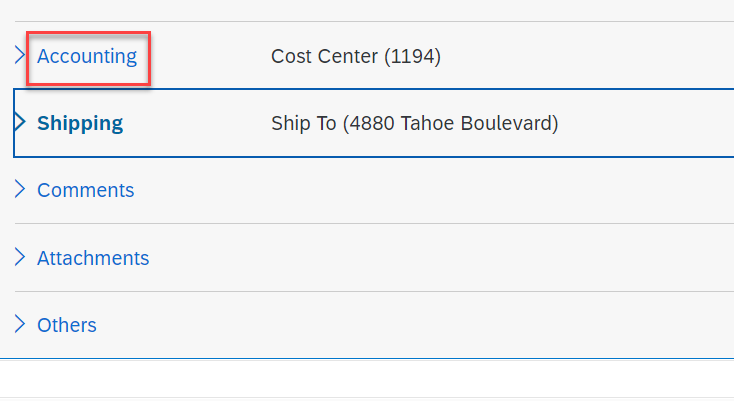 Accounting Cost Center (1194)
Shipping Ship To (4880 Tahoe Boulevard)
Comments
Attachments
Others